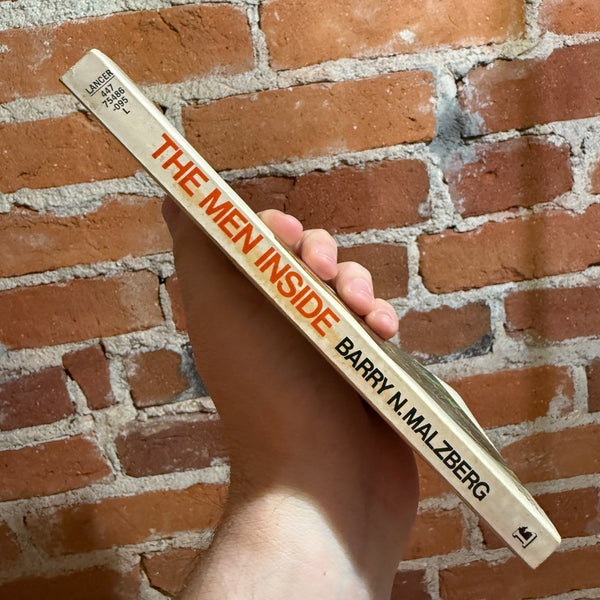 LANCER
447
75486
-095
L
THE MEN INSIDE BARRY N. MALZBERG